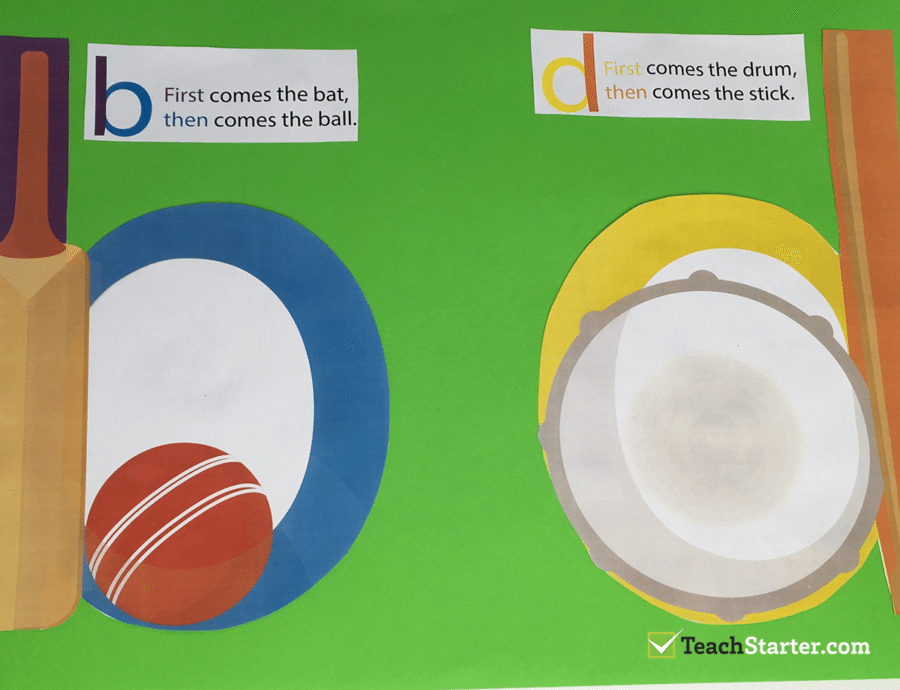 b First comes the bat,
then comes the ball.
d First comes the drum,
then comes the stick.
TeachStarter.com